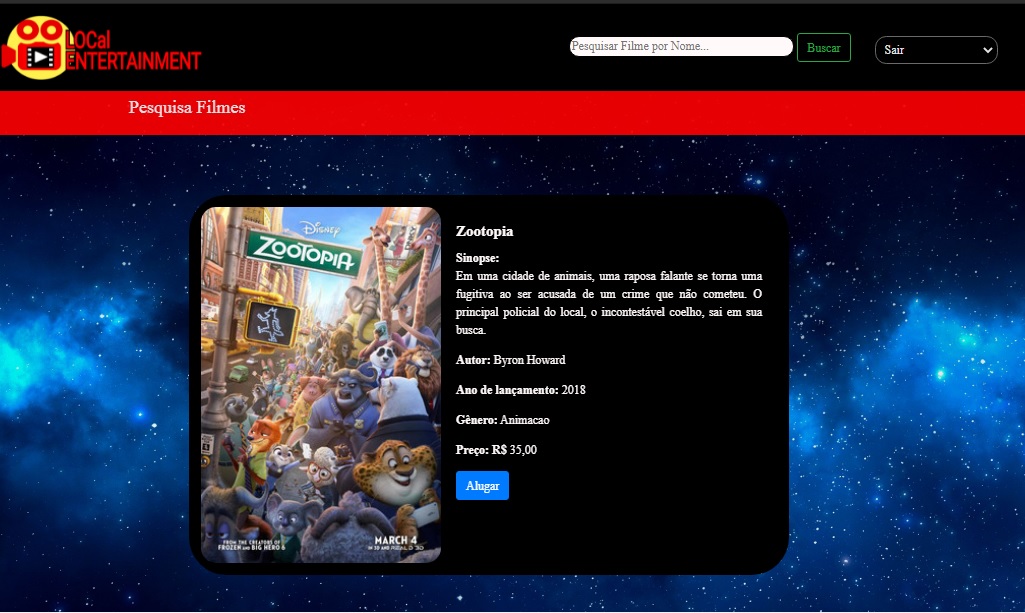 LOCal
ENTERTAINMENT
Pesquisar Filme por Nome...
Buscar
Sair
Pesquisa Filmes
Disney
ZOOTOPIA
FROM THE CREATORS OF
FROZEN AND BIG HERO 6
MARCH 4
IN 3D AND REALD 3D
Zootopia
Sinopse:
Em uma cidade de animais, uma raposa falante se torna uma
fugitiva ao ser acusada de um crime que não cometeu. O
principal policial do local, o incontestável coelho, sai em sua
busca.
Autor: Byron Howard
Ano de lançamento: 2018
Gênero: Animacao
Preço: R$ 35,00
Alugar